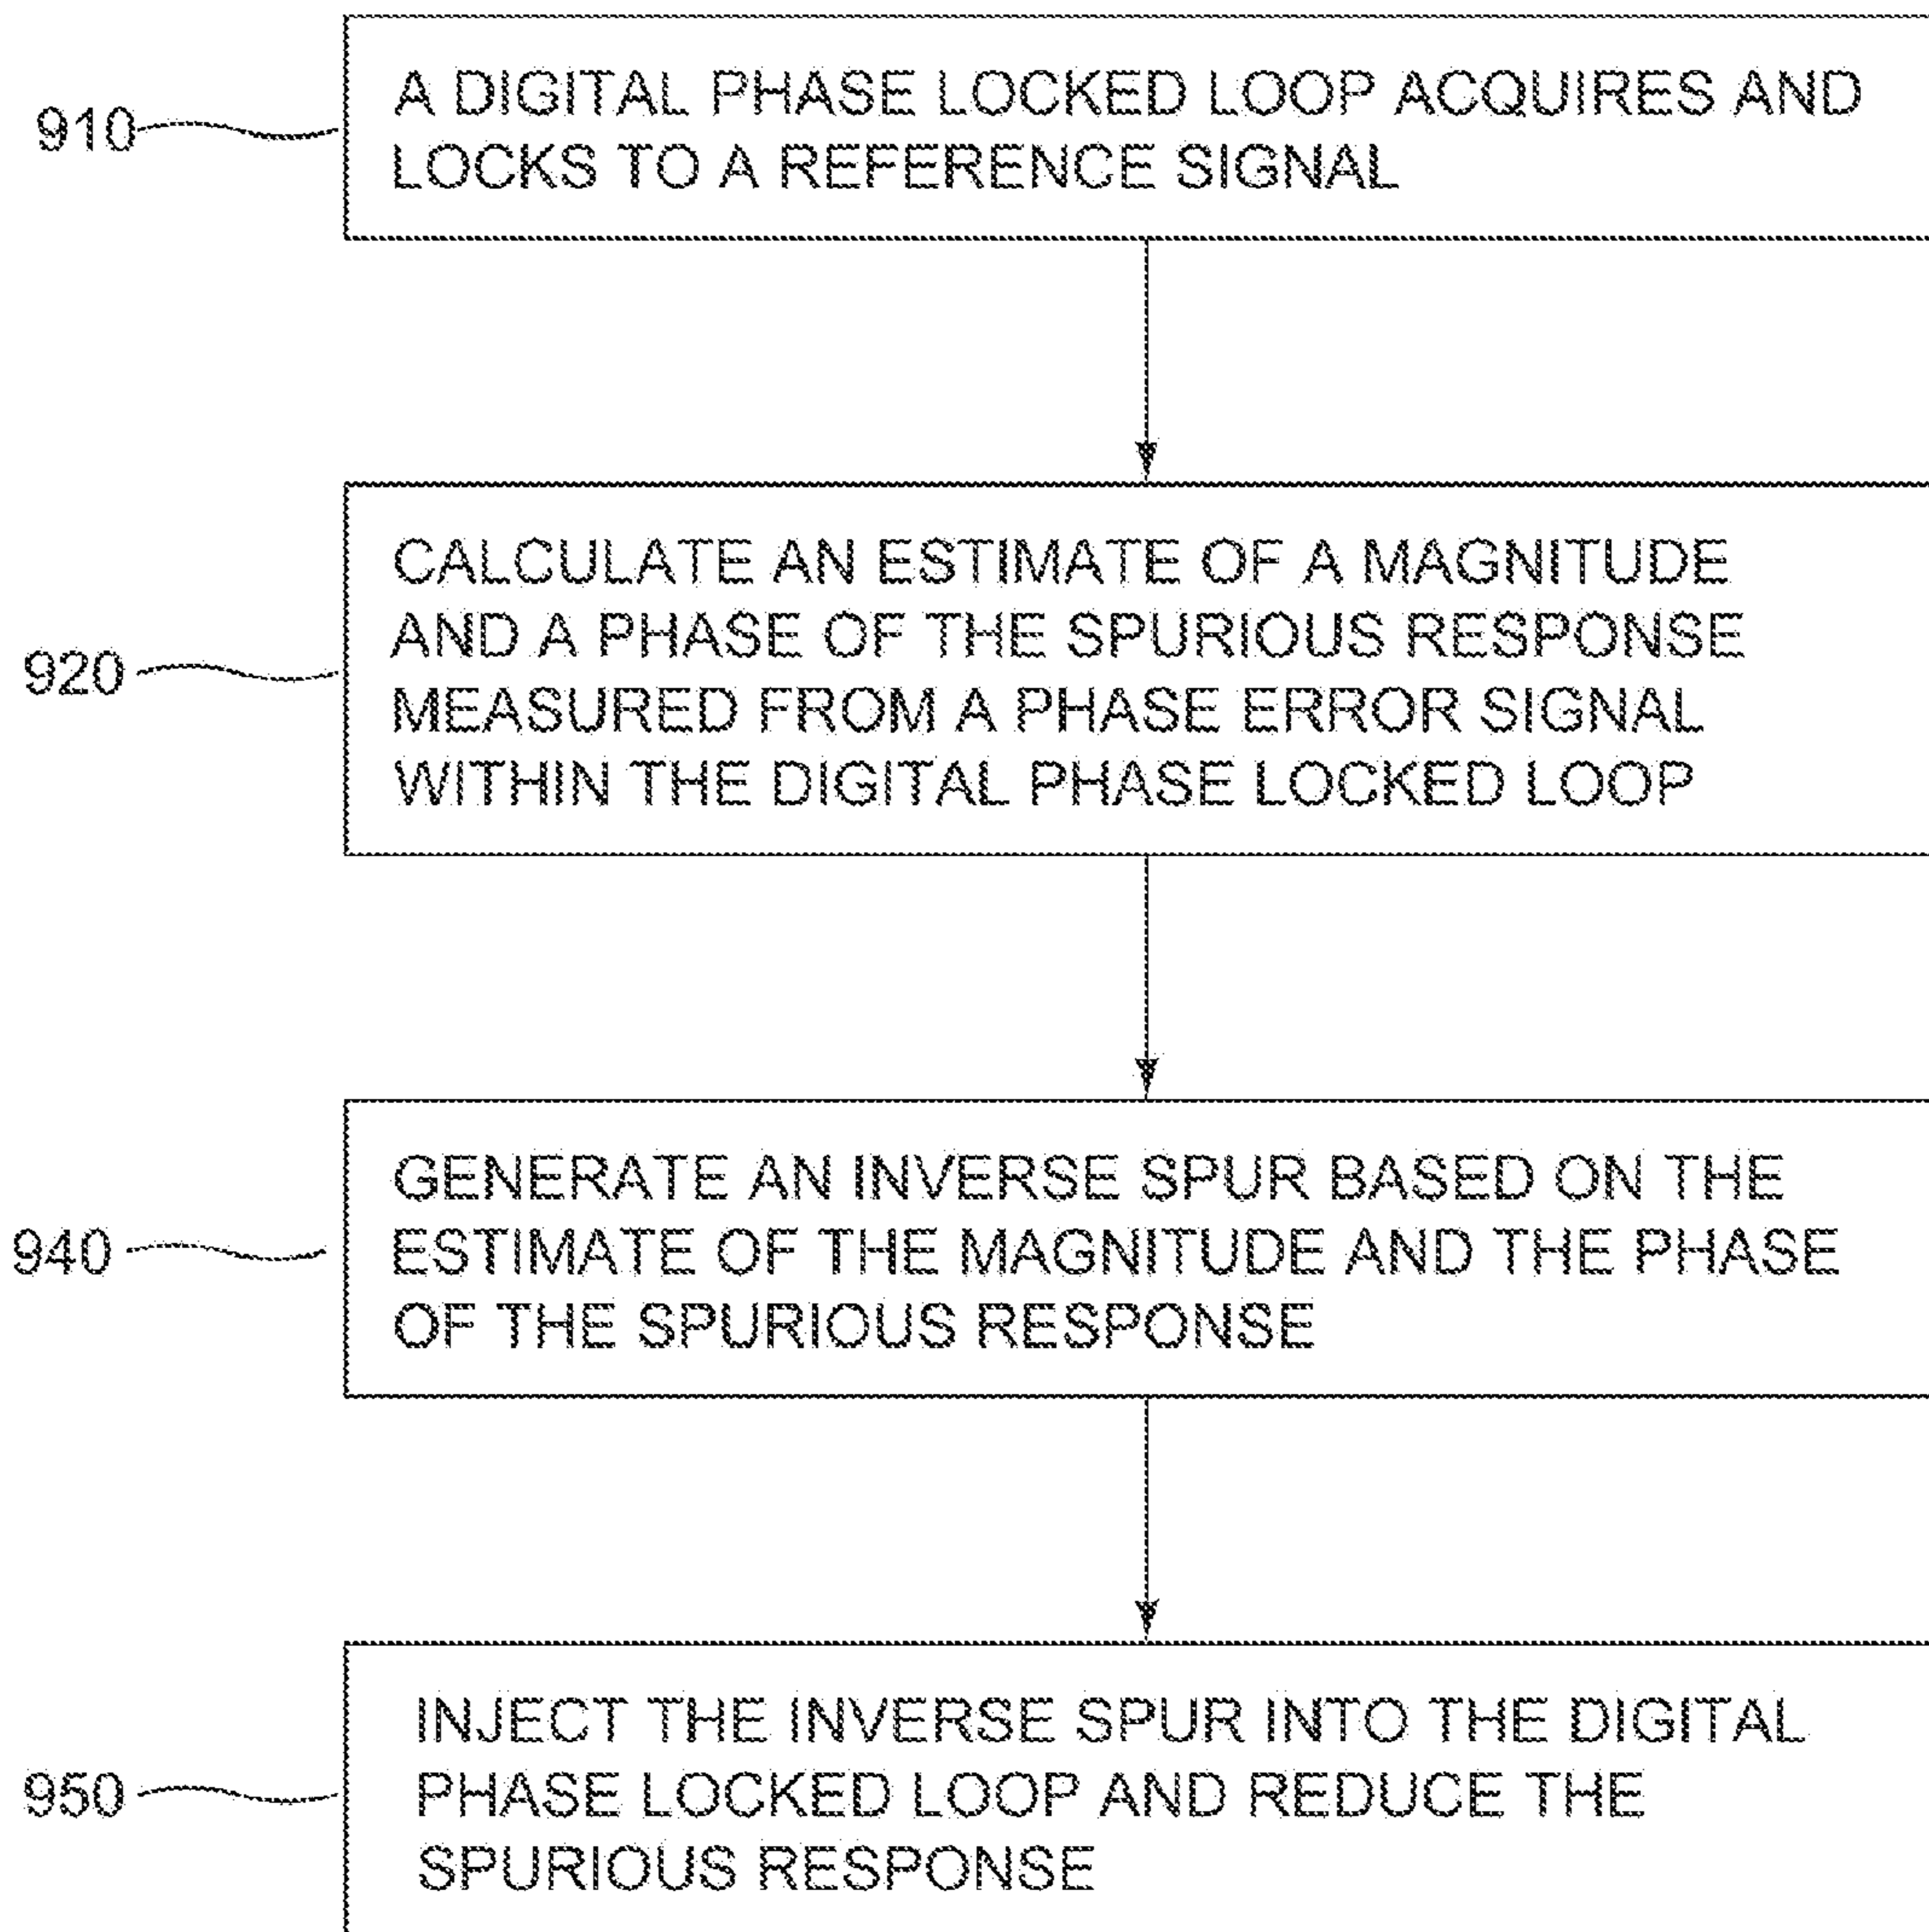 910
A DIGITAL PHASE LOCKED LOOP ACQUIRES AND
LOCKS TO A REFERENCE SIGNAL
920
CALCULATE AN ESTIMATE OF A MAGNITUDE
AND A PHASE OF THE SPURIOUS RESPONSE
MEASURED FROM A PHASE ERROR SIGNAL
WITHIN THE DIGITAL PHASE LOCKED LOOP
940
GENERATE AN INVERSE SPUR BASED ON THE
ESTIMATE OF THE MAGNITUDE AND THE PHASE
OF THE SPURIOUS RESPONSE
950
INJECT THE INVERSE SPUR INTO THE DIGITAL
PHASE LOCKED LOOP AND REDUCE THE
SPURIOUS RESPONSE